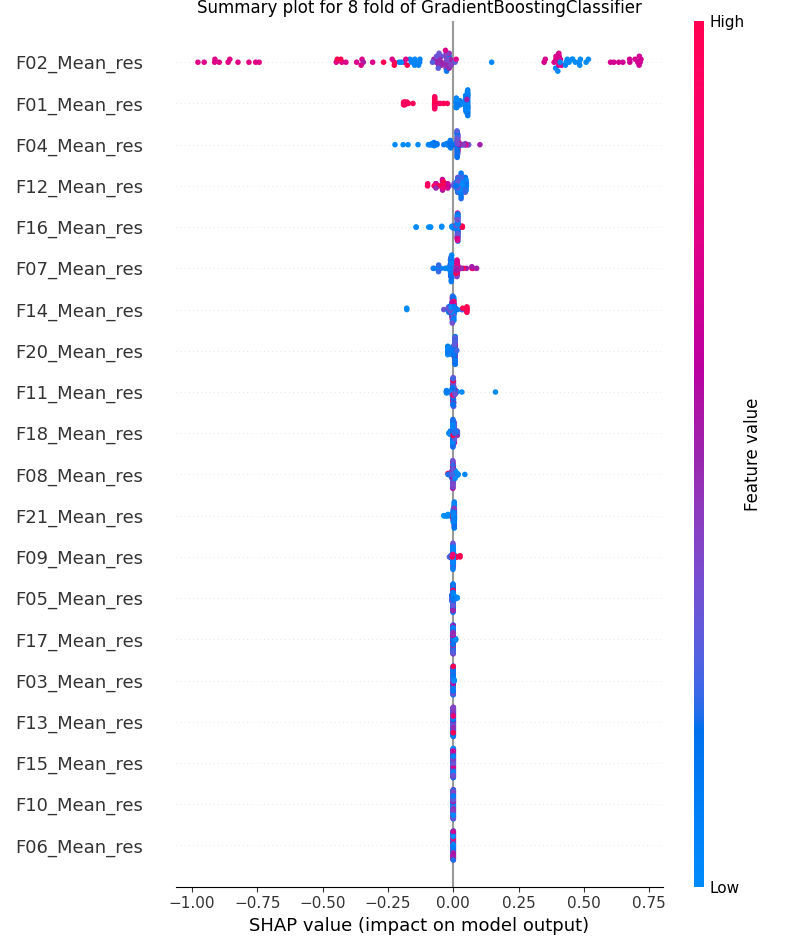 Summary plot for 8 fold of GradientBoostingClassifier
High
F02_Mean_res
F01_Mean_res
F04_Mean_res
F12_Mean_res
F16_Mean_res
F07_Mean_res
F14_Mean_res
F20_Mean_res
F11_Mean_res
F18_Mean_res
F08_Mean_res
F21_Mean_res
F09_Mean_res
F05_Mean_res
F17_Mean_res
F03_Mean_res
F13_Mean_res
F15_Mean_res
F10_Mean_res
F06_Mean_res
Feature value
Low
−1.00 −0.75 −0.50 −0.25 0.00 0.25 0.50 0.75
SHAP value (impact on model output)